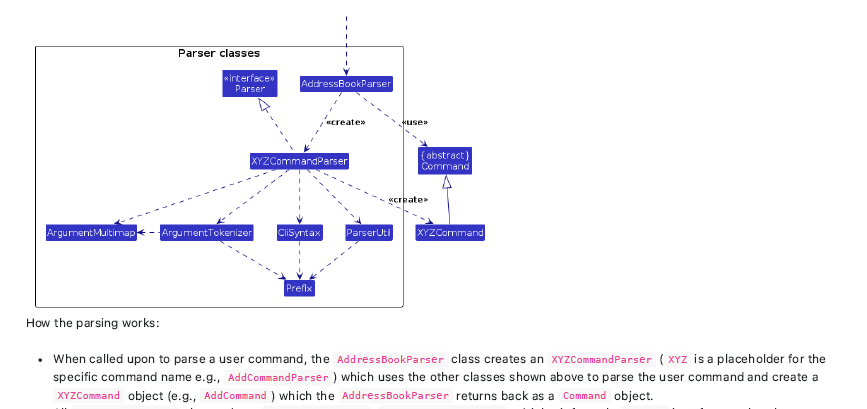 Parser classes
«interface»
Parser
AddressBookParser
«create»
«use»
{abstract}
Command
XYZCommandParser
«create»
ArgumentMultimap
ArgumentTokenizer
CliSyntax
ParserUtil
XYZCommand
Prefix
How the parsing works:
• When called upon to parse a user command, the AddressBookParser class creates an XYZCommandParser ( XYZ is a placeholder for the
specific command name e.g., AddCommandParser ) which uses the other classes shown above to parse the user command and create a
XYZCommand object (e.g., AddCommand ) which the AddressBookParser returns back as a Command object.